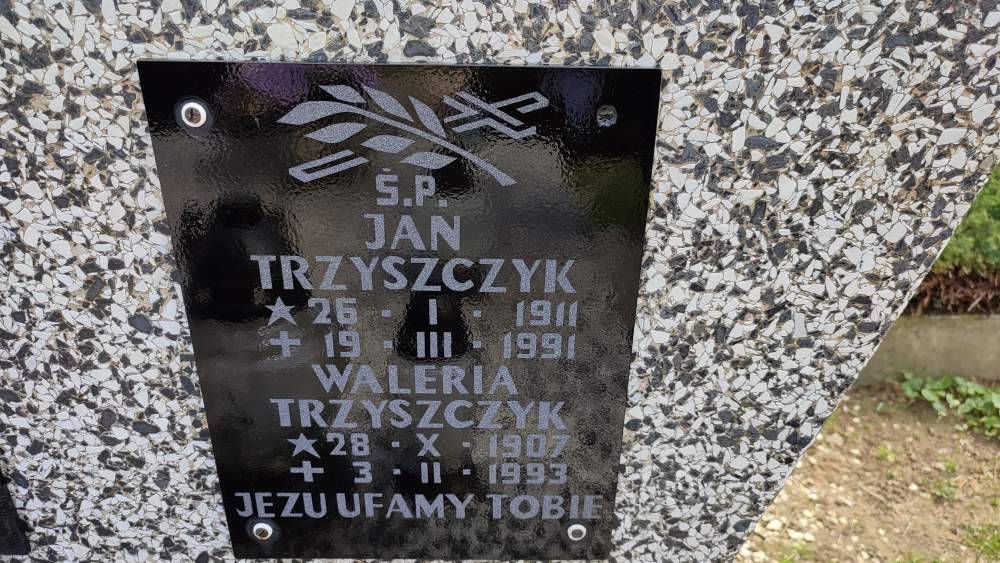 Ś.P.
JAN
TRZYSZCZYK
★ 26 - I - 1911
+ 19 - III - 1991
WALERIA
TRZYSZCZYK
★ 28 - X - 1907
+ 3 - II - 1993
JEZU UFAMY TOBIE